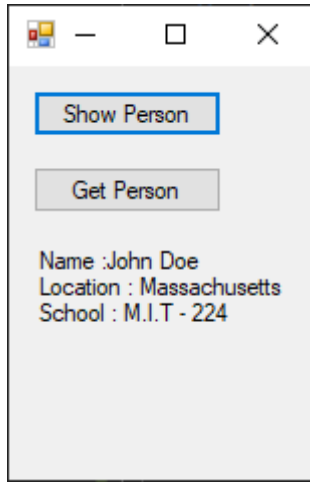 Show Person
Get Person
Name :John Doe
Location : Massachusetts
School : M.I.T - 224